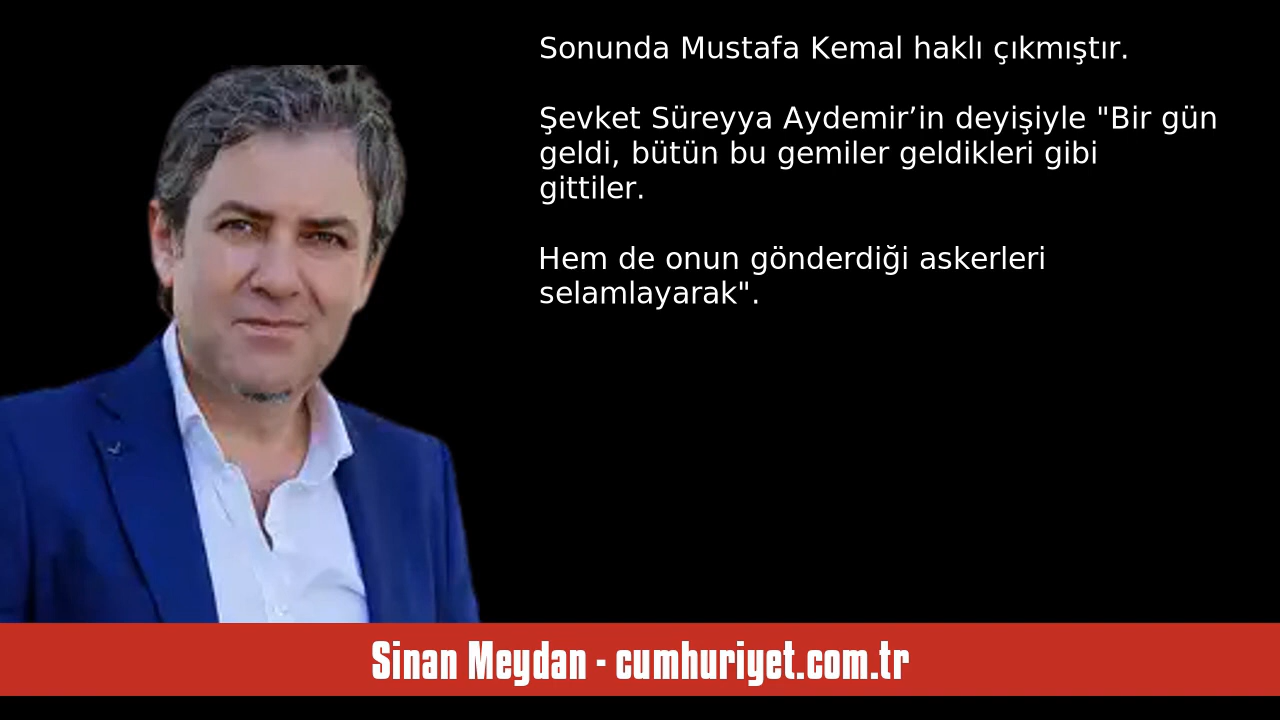 Sonunda Mustafa Kemal haklı çıkmıştır.
Şevket Süreyya Aydemir’in deyişiyle "Bir gün
geldi, bütün bu gemiler geldikleri gibi
gittiler.
Hem de onun gönderdiği askerleri
selamlayarak".
Sinan Meydan - cumhuriyet.com.tr